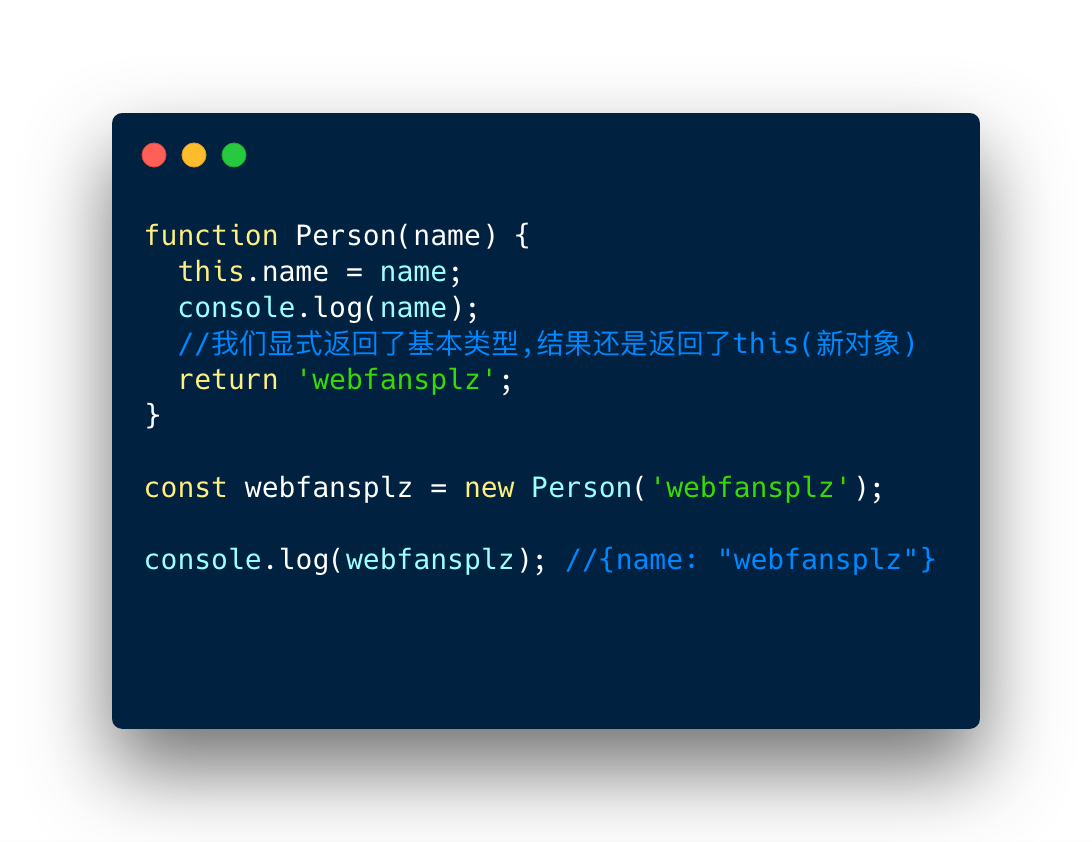 function Person(name) {
  this.name = name;
  console.log(name);
  //我们显式返回了基本类型,结果还是返回了this(新对象)
  return 'webfansplz';
}
const webfansplz = new Person('webfansplz');
console.log(webfansplz); //{name: "webfansplz"}